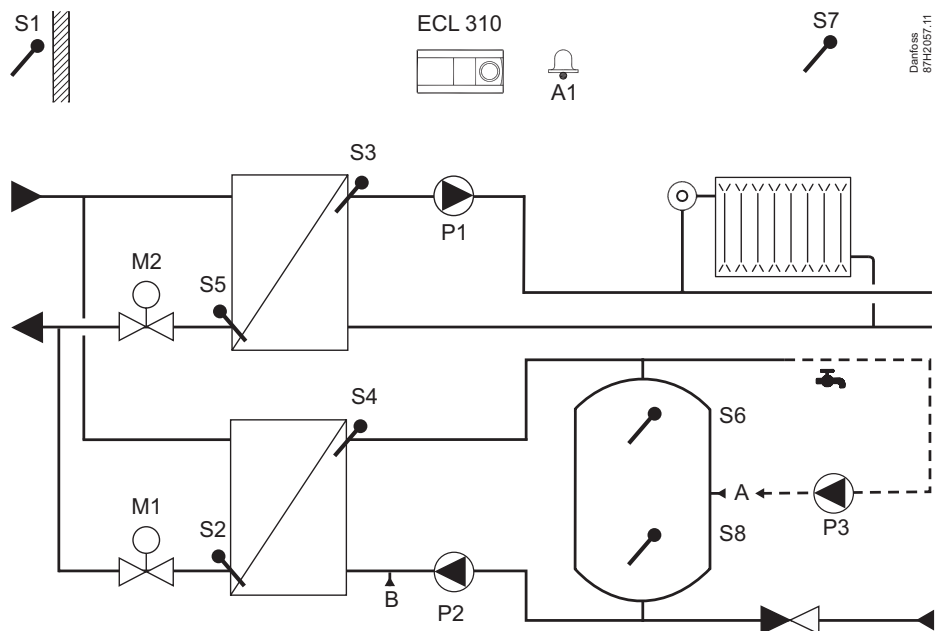 S1
ECL 310
S7
Danfoss
87H2057.11
A1
S3
P1
M2
S5
S4
S6
A
M1
S2
P3
S8
B
P2